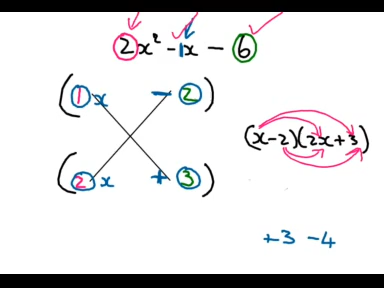 2x² -1x - 6
(1x - 2)
(x-2)(2x+3)
(2x + 3)
+3 -4